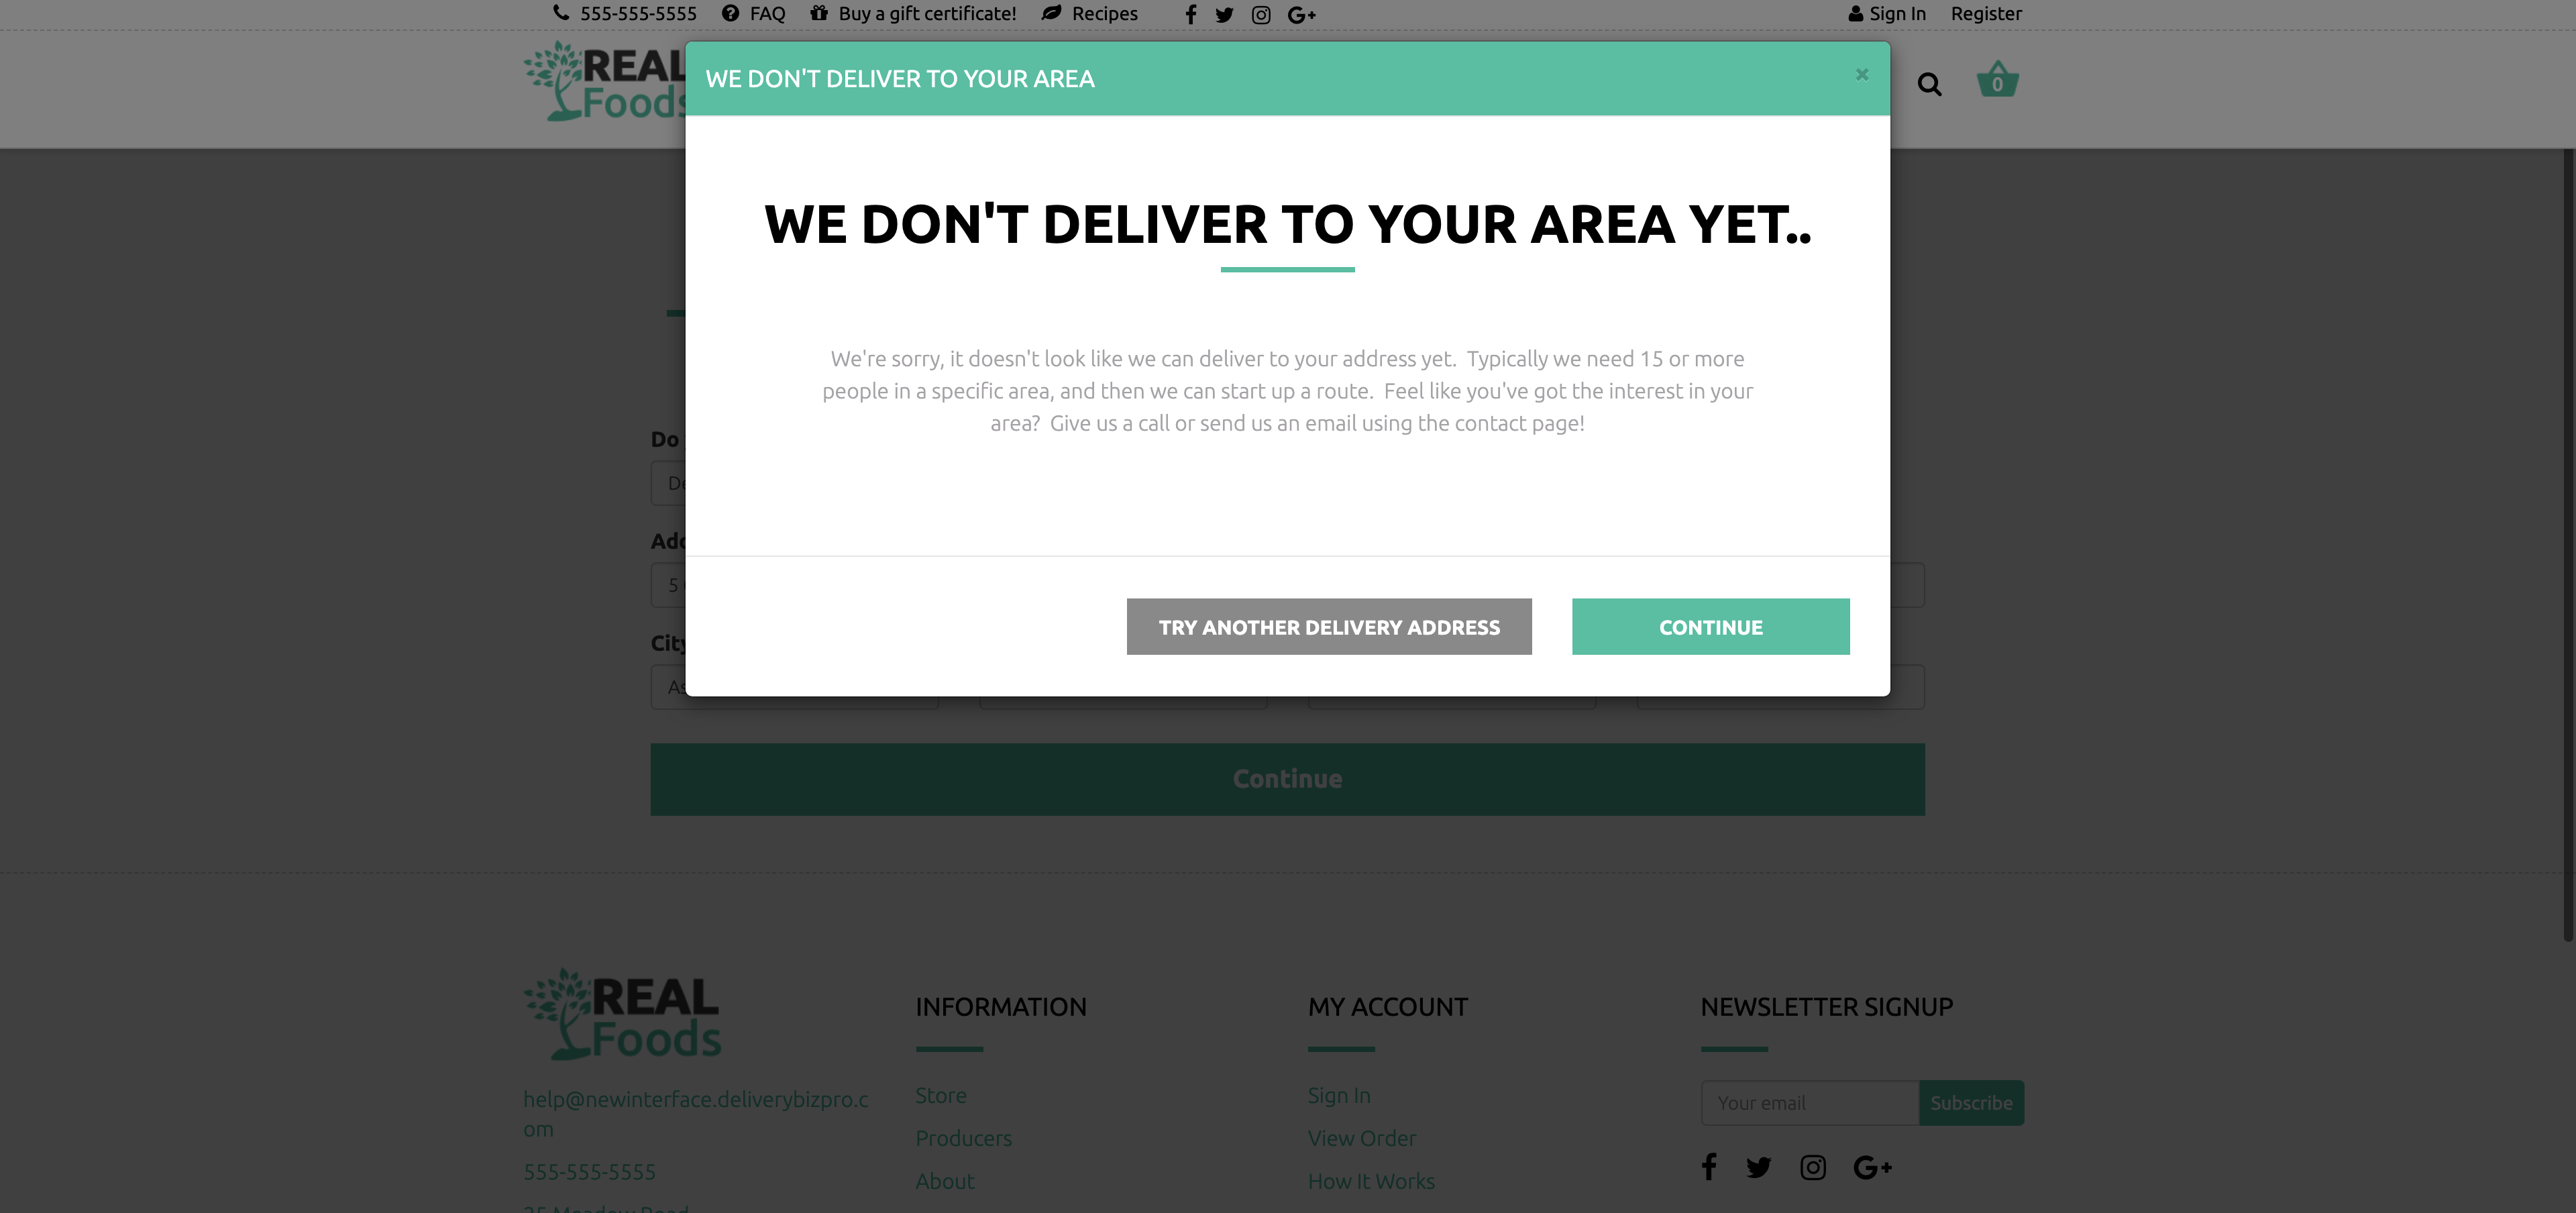 555-555-5555 FAQ Buy a gift certificate! Recipes Sign In Register
REAL
Foods
0
WE DON'T DELIVER TO YOUR AREA
WE DON'T DELIVER TO YOUR AREA YET..
We're sorry, it doesn't look like we can deliver to your address yet. Typically we need 15 or more
people in a specific area, and then we can start up a route. Feel like you've got the interest in your
area? Give us a call or send us an email using the contact page!
TRY ANOTHER DELIVERY ADDRESS CONTINUE
Do
5
Continue
REAL
Foods
help@newinterface.deliverybizpro.c
om
555-555-5555
INFORMATION
Store
Producers
About
MY ACCOUNT
Sign In
View Order
How It Works
NEWSLETTER SIGNUP
Your email Subscribe